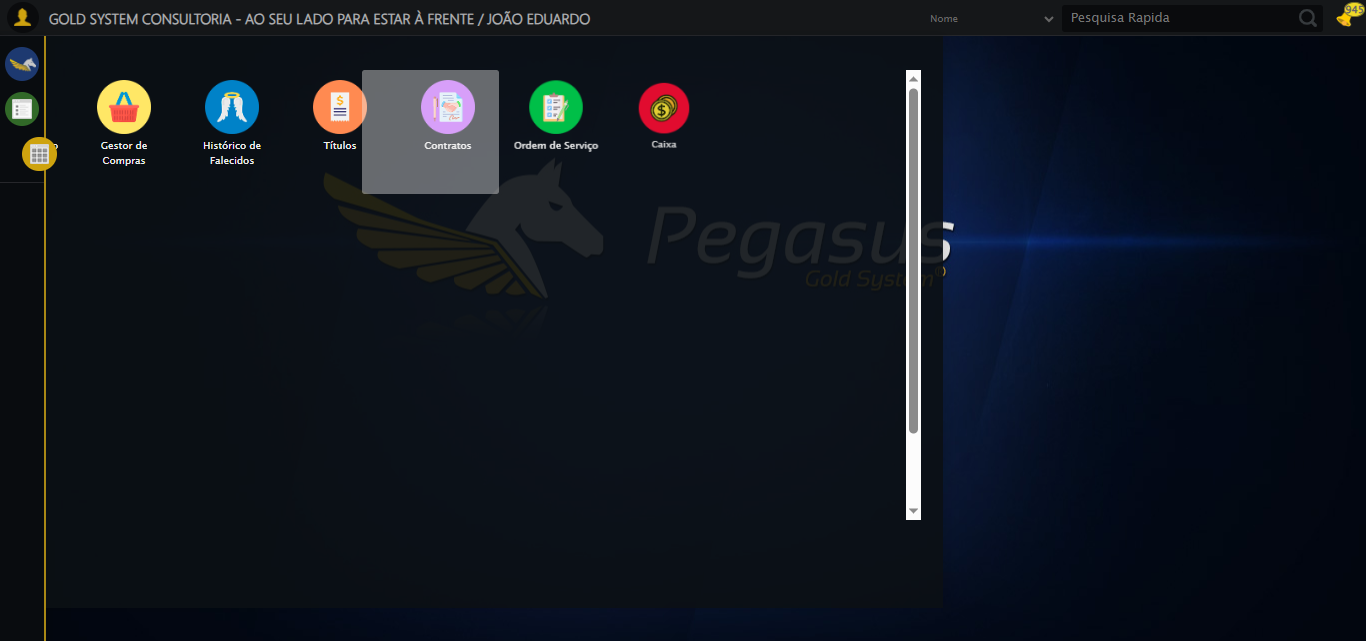 GOLD SYSTEM CONSULTORIA - AO SEU LADO PARA ESTAR À FRENTE / JOÃO EDUARDO
Nome
Pesquisa Rapida
945
o
Gestor de
Compras
Histórico de
Falecidos
Títulos
Contratos
Ordem de Serviço
Caixa
Pegasus
Gold System®